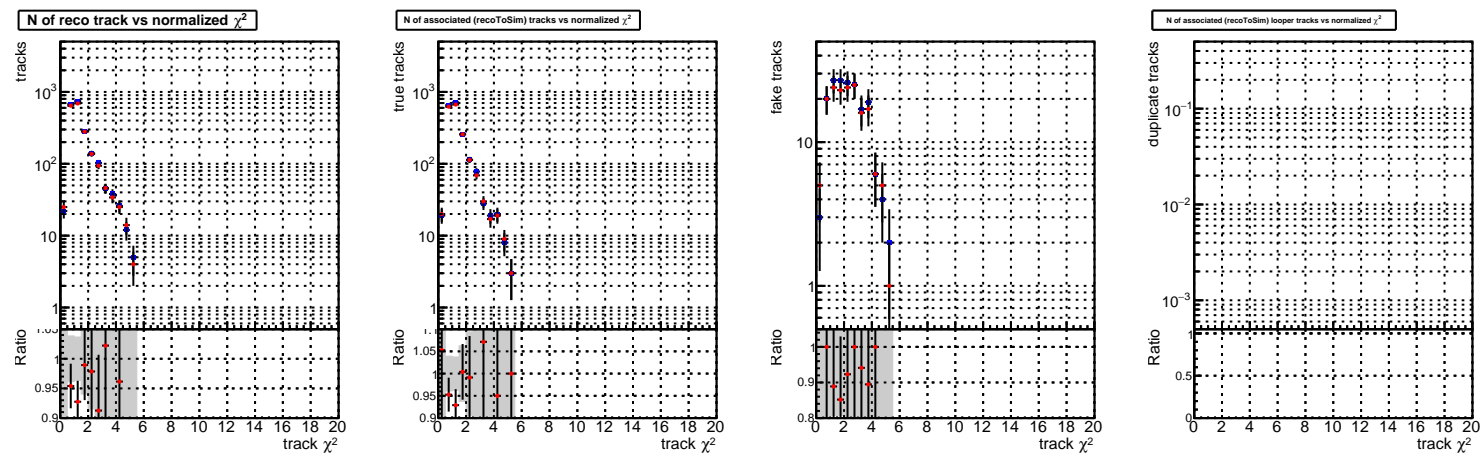 N of reco track vs normalized χ²
tracks
10³
10²
10
1
Ratio
1.05
1
0.95
0.9
0 2 4 6 8 10 12 14 16 18 20
track χ²
N of associated (recoToSim) tracks vs normalized χ²
true tracks
10³
10²
10
1
Ratio
1.1
1.05
1
0.95
0.9
0 2 4 6 8 10 12 14 16 18 20
track χ²
fake tracks
10
1
Ratio
1
0.9
0.8
0 2 4 6 8 10 12 14 16 18 20
track χ²
N of associated (recoToSim) looper tracks vs normalized χ²
duplicate tracks
10⁻¹
10⁻²
10⁻³
Ratio
1
0.5
0
0 2 4 6 8 10 12 14 16 18 20
track χ²